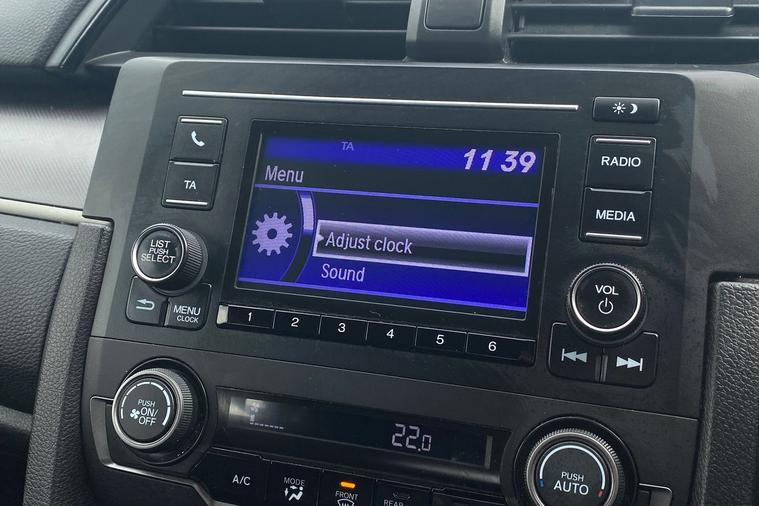 TA
11 39
Menu
Adjust clock
Sound
TA
LIST
PUSH
SELECT
MENU
CLOCK
RADIO
MEDIA
VOL
1 2 3 4 5 6
PUSH
ON/
OFF
22.0
A/C
MODE
FRONT
REAR
PUSH
AUTO